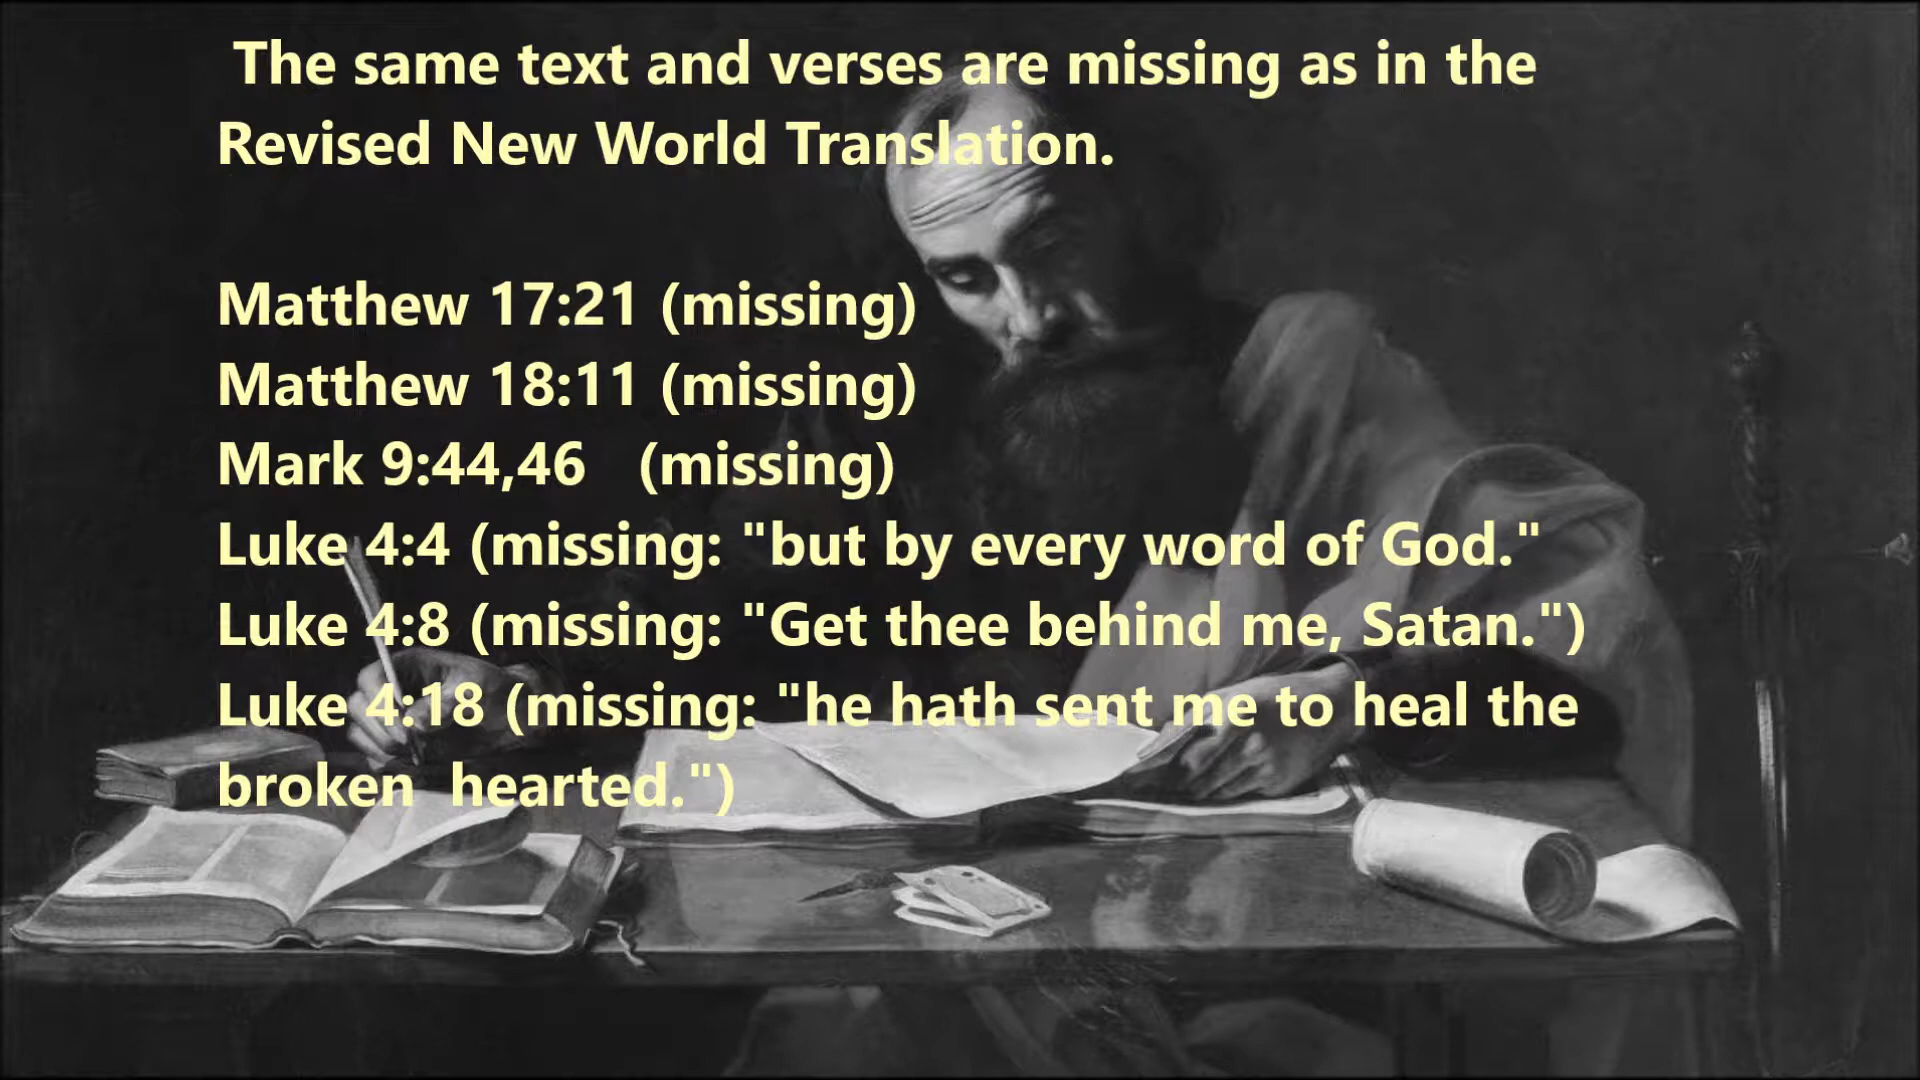 The same text and verses are missing as in the
Revised New World Translation.
Matthew 17:21 (missing)
Matthew 18:11 (missing)
Mark 9:44,46 (missing)
Luke 4:4 (missing: "but by every word of God."
Luke 4:8 (missing: "Get thee behind me, Satan.")
Luke 4:18 (missing: "he hath sent me to heal the
broken hearted.")